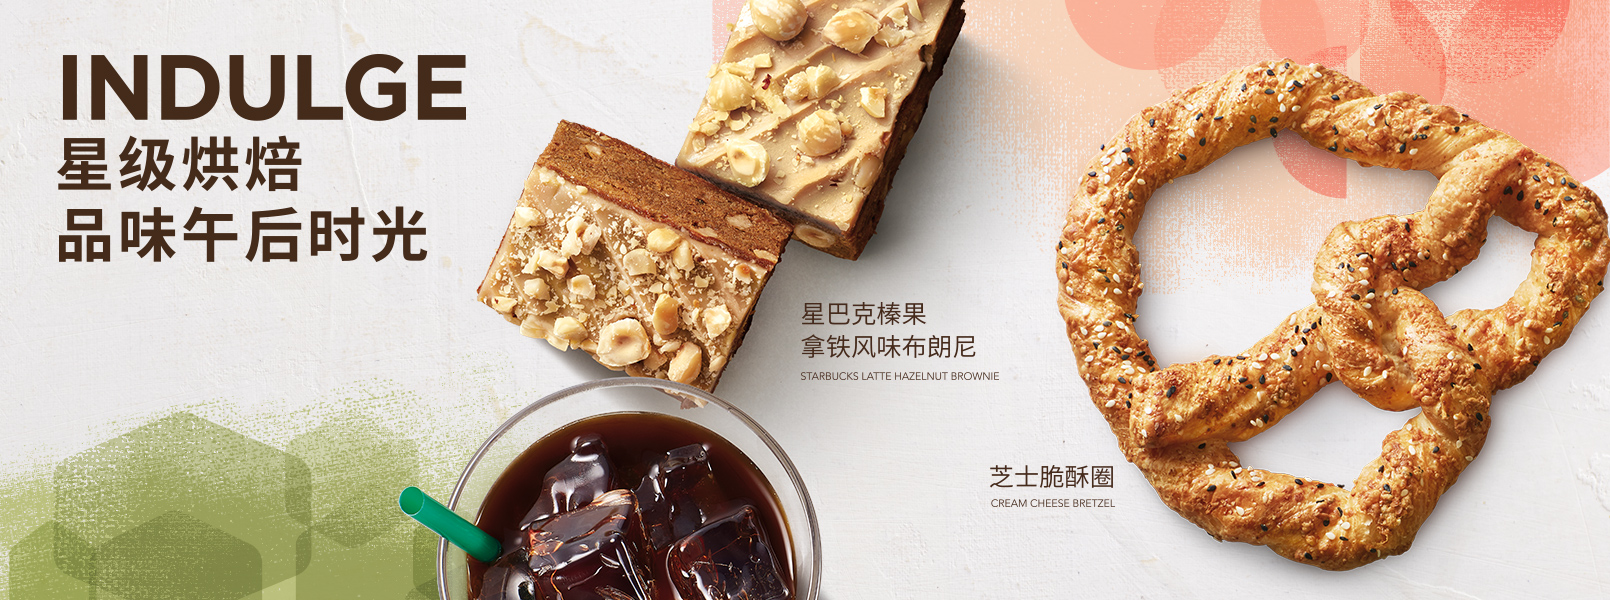 INDULGE
星级烘焙
品味午后时光
星巴克榛果
拿铁风味布朗尼
STARBUCKS LATTE HAZELNUT BROWNIE
芝士脆酥圈
CREAM CHEESE BRETZEL